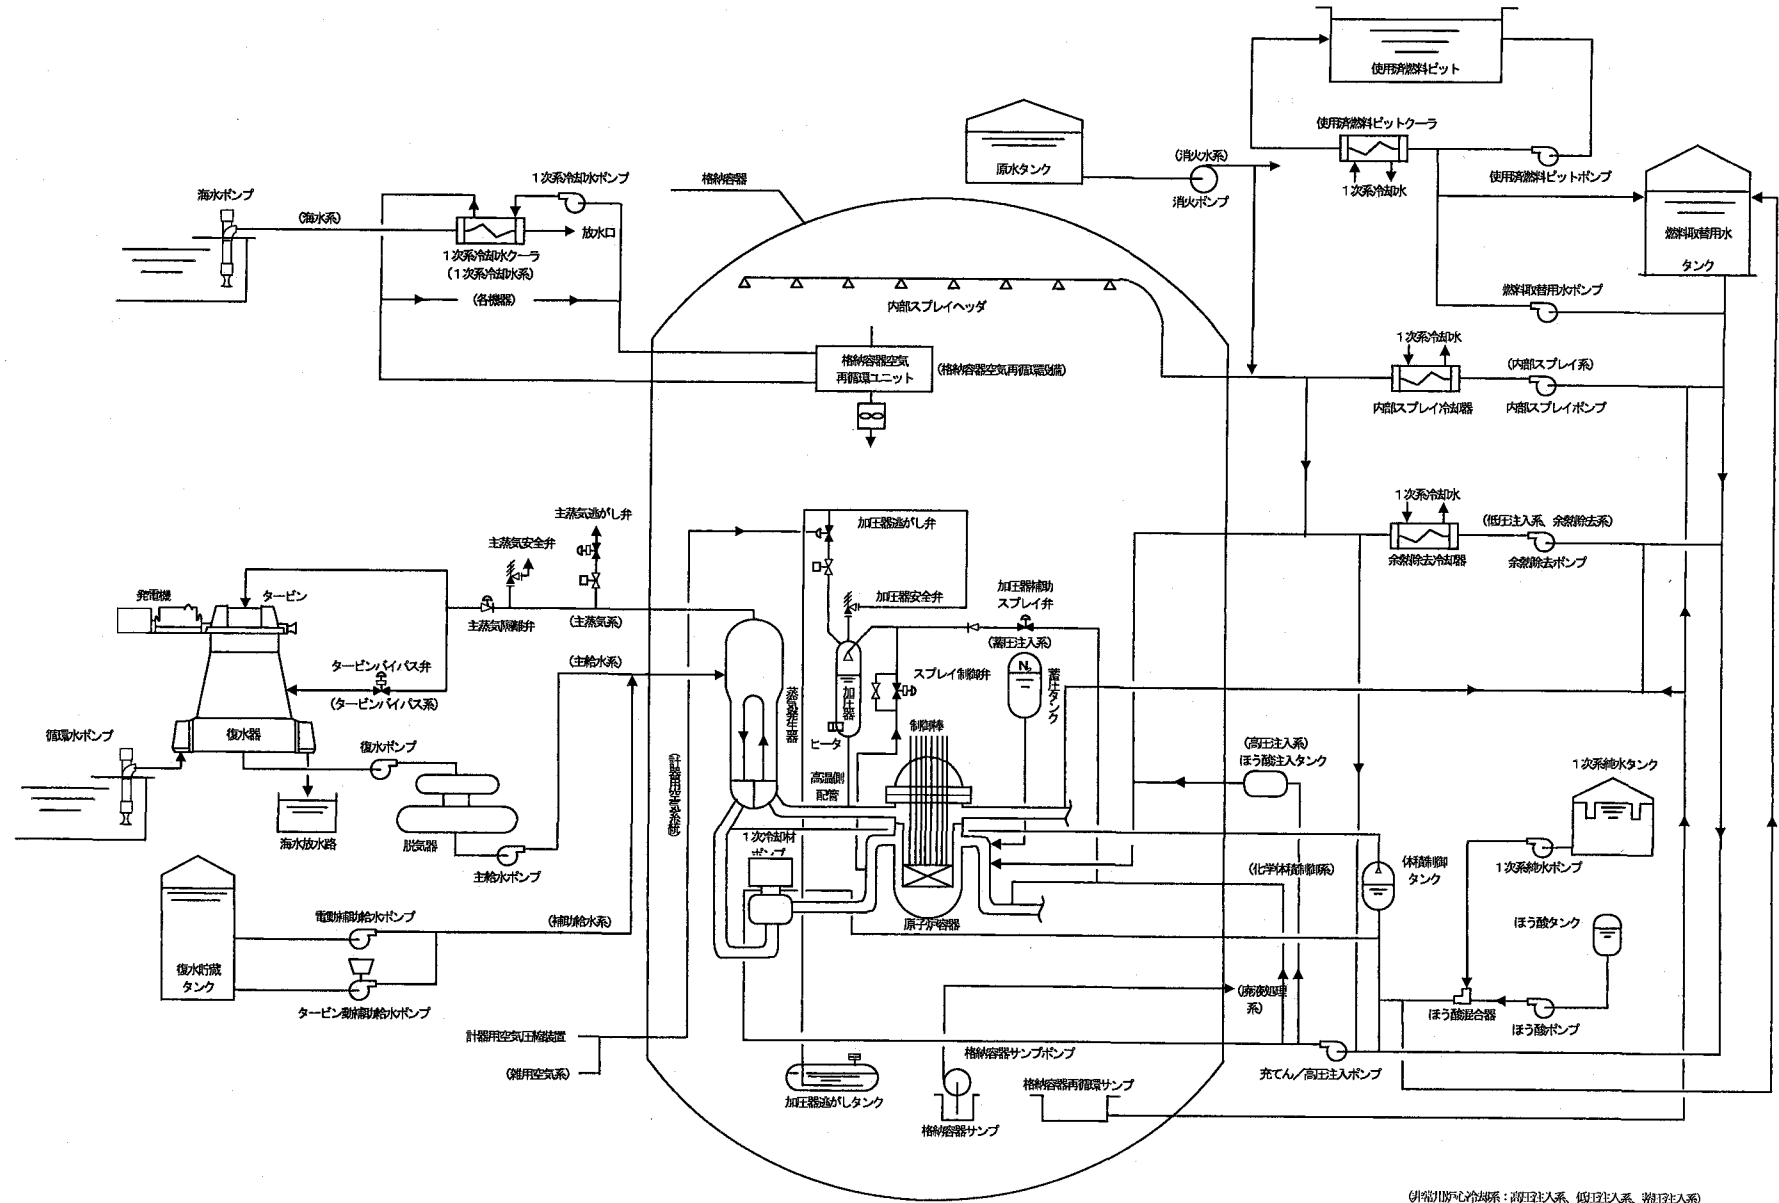 使用済燃料ピット
使用済燃料ピットクーラ
1次系冷却水
使用済燃料ピットポンプ
原水タンク
(消火水系)
消火ポンプ
燃料取替用水
タンク
燃料取替用水ポンプ
格納容器
海水ポンプ
(海水系)
1次系冷却水ポンプ
放水口
1次系冷却水クーラ
(1次系冷却水系)
(各機器)
内部スプレイヘッダ
格納容器空気
再循環ユニット
(格納容器空気再循環設備)
1次系冷却水
(内部スプレイ系)
内部スプレイ冷却器
内部スプレイポンプ
1次系冷却水
(低圧注入系、余熱除去系)
余熱除去冷却器
余熱除去ポンプ
主蒸気逃がし弁
主蒸気安全弁
主蒸気隔離弁
(主蒸気系)
加圧器逃がし弁
加圧器安全弁
加圧器補助
スプレイ弁
(蓄圧注入系)
N₂
蓄圧タンク
スプレイ制御弁
加圧器
ヒータ
制御棒
発電機
タービン
タービンバイパス弁
(タービンバイパス系)
(主給水系)
蒸気発生器
復水器
循環水ポンプ
復水ポンプ
海水放水路
脱気器
主給水ポンプ
(計器用空気系統)
高温側
配管
1次冷却材
ポンプ
原子炉容器
(高圧注入系)
ほう酸注入タンク
(化学体積制御系)
体積制御
タンク
1次系純水タンク
1次系純水ポンプ
ほう酸タンク
ほう酸混合器
ほう酸ポンプ
電動補助給水ポンプ
(補助給水系)
復水貯蔵
タンク
タービン動補助給水ポンプ
計器用空気圧縮装置
(雑用空気系)
(廃液処理
系)
格納容器サンプポンプ
加圧器逃がしタンク
格納容器サンプ
格納容器再循環サンプ
充てん/高圧注入ポンプ
(非常用炉心冷却系:高圧注入系、低圧注入系、蓄圧注入系)